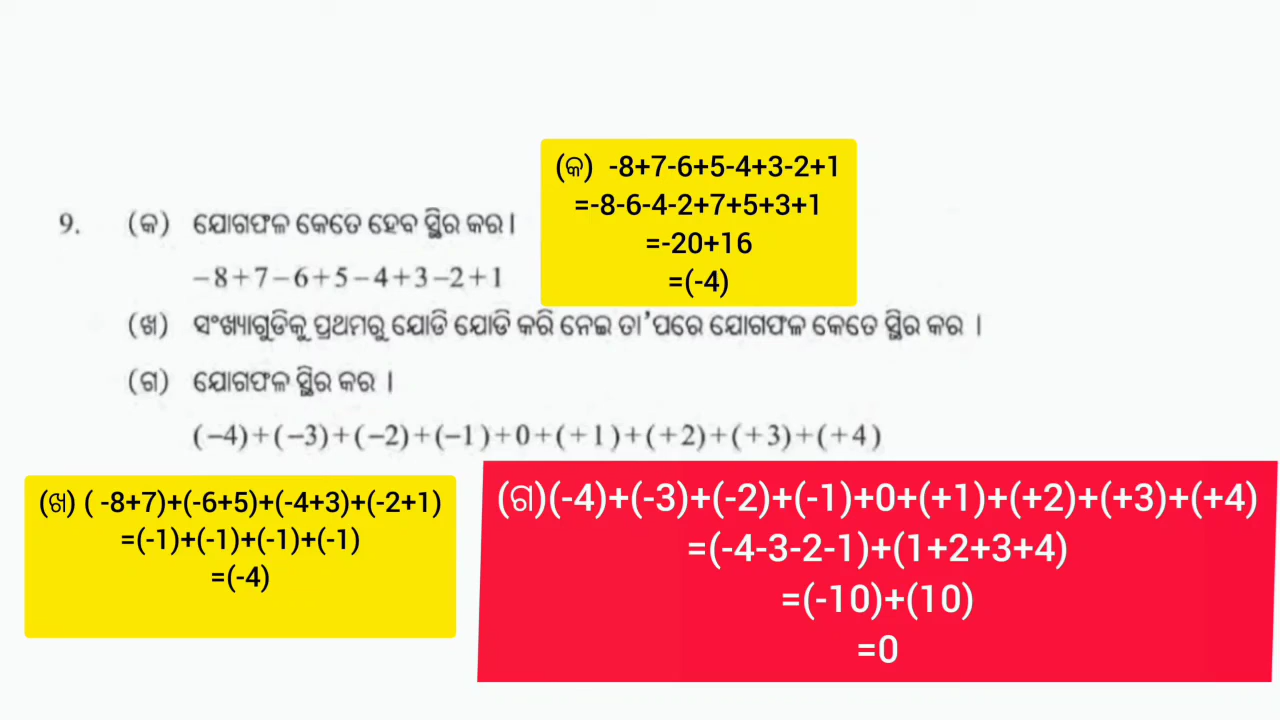 9. (କ) ଯୋଗଫଳ କେତେ ହେବ ସ୍ଥିର କର ।
–8+7–6+5–4+3–2+1
(କ) -8+7-6+5-4+3-2+1
=-8-6-4-2+7+5+3+1
=-20+16
=(-4)
(ଖ) ସଂଖ୍ୟାଗୁଡିକୁ ପ୍ରଥମରୁ ଯୋଡି ଯୋଡି କରି ନେଇ ତା'ପରେ ଯୋଗଫଳ କେତେ ସ୍ଥିର କର ।
(ଗ) ଯୋଗଫଳ ସ୍ଥିର କର ।
(–4)+(–3)+(–2)+(–1)+0+(+1)+(+2)+(+3)+(+4)
(ଖ) ( -8+7)+(-6+5)+(-4+3)+(-2+1)
=(-1)+(-1)+(-1)+(-1)
=(-4)
(ଗ)(-4)+(-3)+(-2)+(-1)+0+(+1)+(+2)+(+3)+(+4)
=(-4-3-2-1)+(1+2+3+4)
=(-10)+(10)
=0